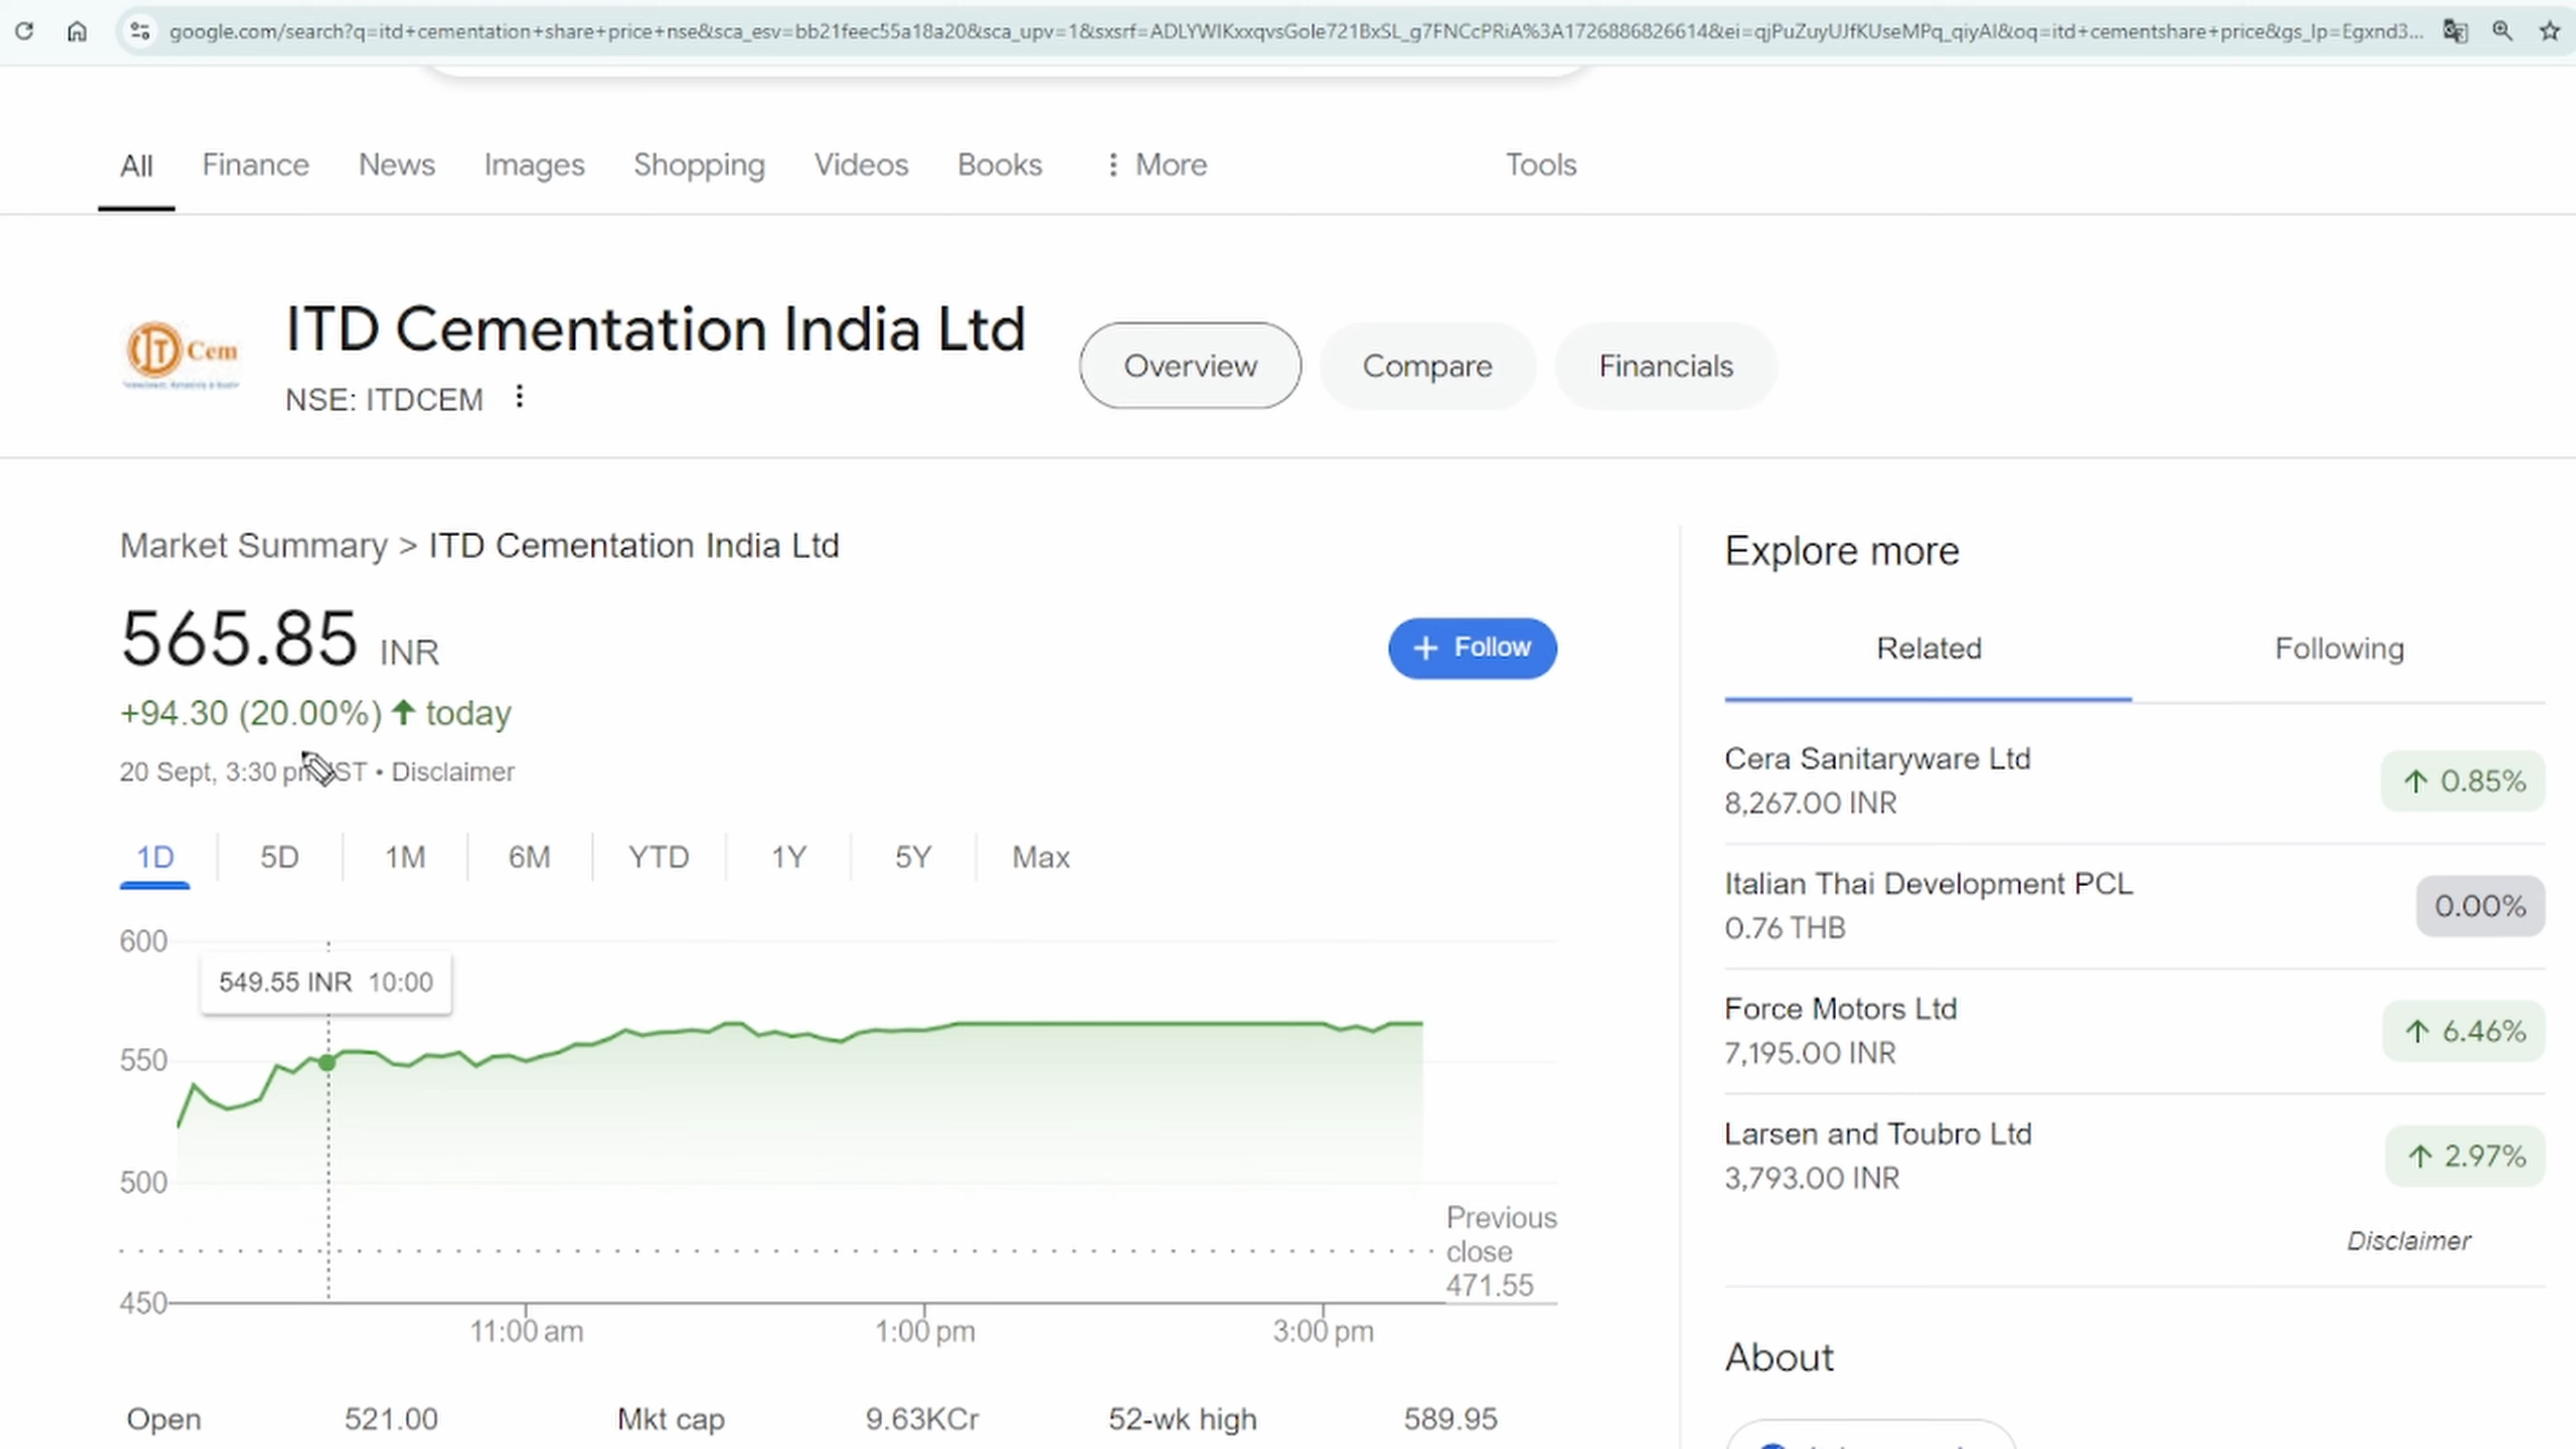 google.com/search?q=itd+cementation+share+price+nse&sca_esv=bb21feec55a18a20&sca_upv=1&sxsrf=ADLYWIKxxqvsGole721BxSL_g7FNCcPRiA%3A1726886826614&ei=qjPuZuyUJfKUseMPq_qiyAI&oq=itd+cementshare+price&gs_lp=Egxnd3...
All Finance News Images Shopping Videos Books More Tools
Cem
ITD Cementation India Ltd
NSE: ITDCEM
Overview Compare Financials
Market Summary > ITD Cementation India Ltd
565.85 INR
+ Follow
+94.30 (20.00%) ↑ today
20 Sept, 3:30 pm IST • Disclaimer
1D 5D 1M 6M YTD 1Y 5Y Max
600
549.55 INR 10:00
550
500
Previous
close
471.55
450
11:00 am 1:00 pm 3:00 pm
Open 521.00 Mkt cap 9.63KCr 52-wk high 589.95
Explore more
Related Following
Cera Sanitaryware Ltd
8,267.00 INR
↑ 0.85%
Italian Thai Development PCL
0.76 THB
0.00%
Force Motors Ltd
7,195.00 INR
↑ 6.46%
Larsen and Toubro Ltd
3,793.00 INR
↑ 2.97%
Disclaimer
About